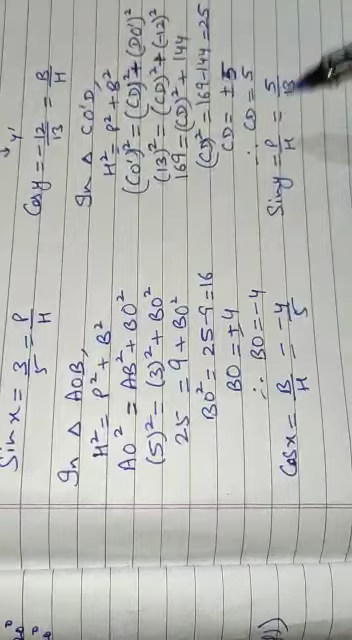 Sin x = 3/5 = P/H
In △ AOB,
H² = P² + B²
AO² = AB² + BO²
(5)² = (3)² + BO²
25 = 9 + BO²
BO² = 25 - 9 = 16
BO = ± 4
∴ BO = -4
Cos x = B/H = -4/5
↓ y'
Cos y = -12/13 = B/H
In △ CO'D,
H² = P² + B²
(CO')² = (CD)² + (DO')²
(13)² = (CD)² + (-12)²
169 = (CD)² + 144
(CD)² = 169 - 144 = 25
CD = ± 5
∴ CD = 5
Sin y = P/H = 5/13